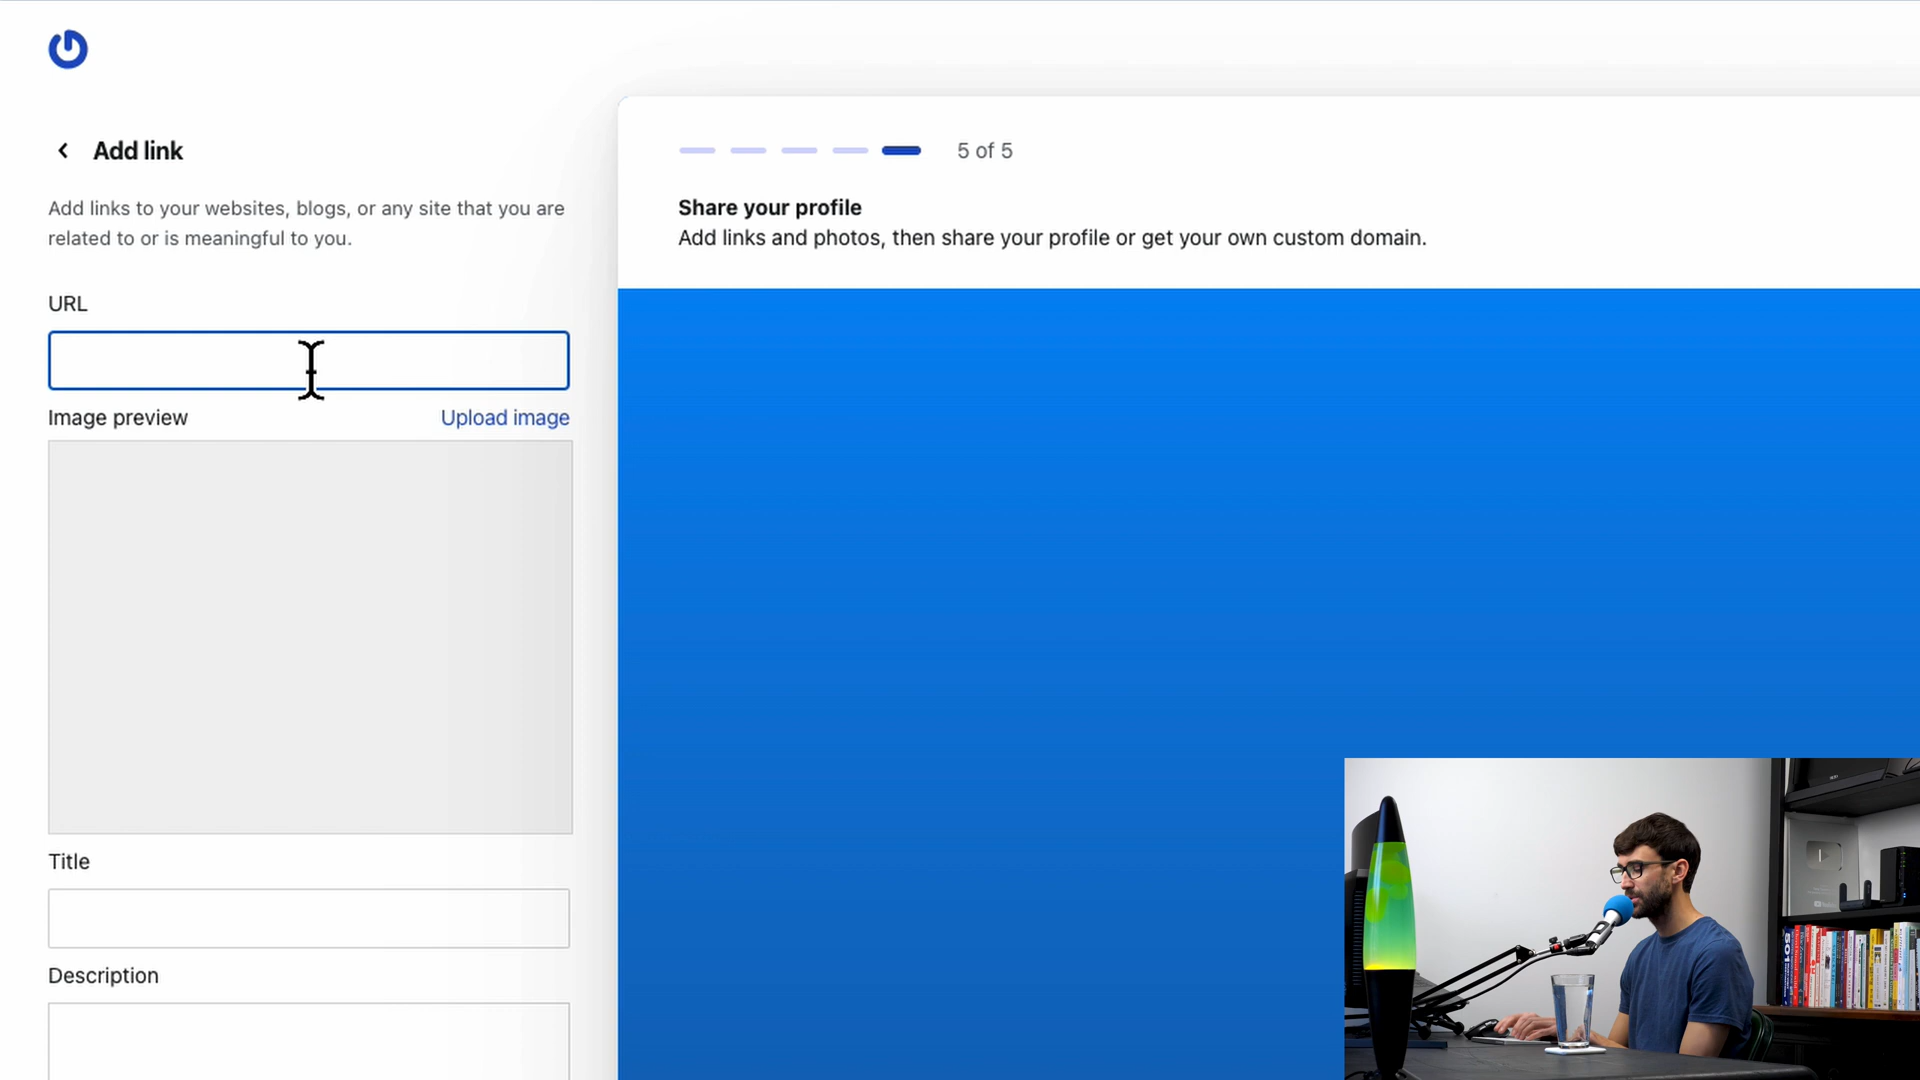 Add link
Add links to your websites, blogs, or any site that you are
related to or is meaningful to you.
URL
Image preview
Upload image
Title
Description
5 of 5
Share your profile
Add links and photos, then share your profile or get your own custom domain.